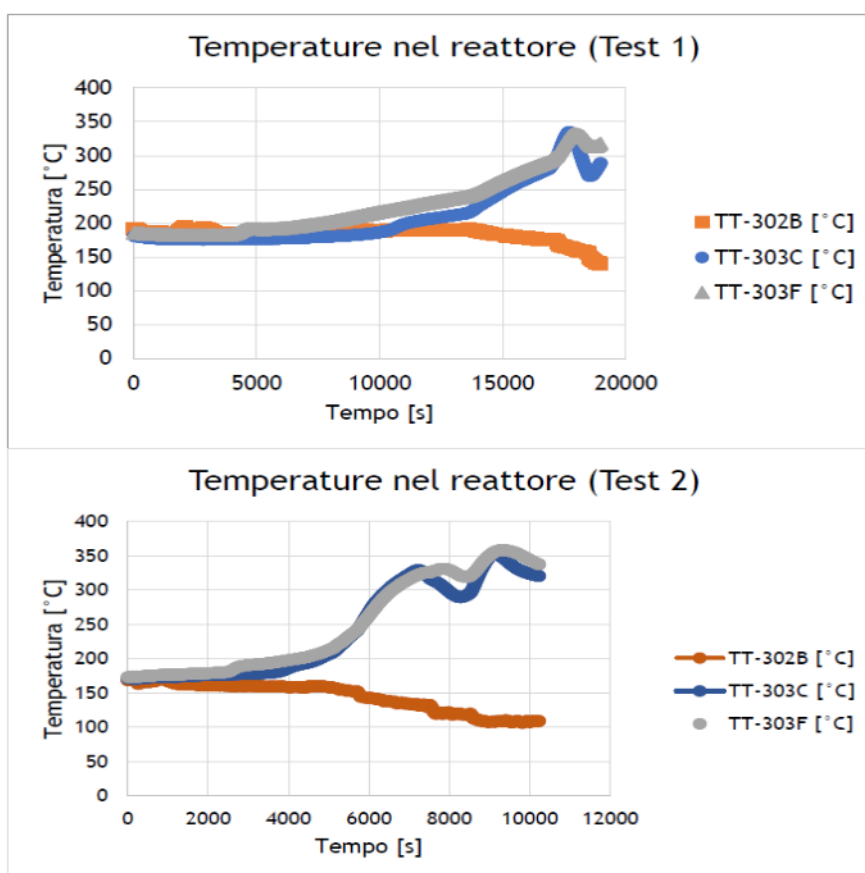 Temperature nel reattore (Test 1)
Temperatura [°C]
400
350
300
250
200
150
100
50
0
0 5000 10000 15000 20000
Tempo [s]
TT-302B [°C]
TT-303C [°C]
TT-303F [°C]
Temperature nel reattore (Test 2)
Temperatura [°C]
400
350
300
250
200
150
100
50
0
0 2000 4000 6000 8000 10000 12000
Tempo [s]
TT-302B [°C]
TT-303C [°C]
TT-303F [°C]